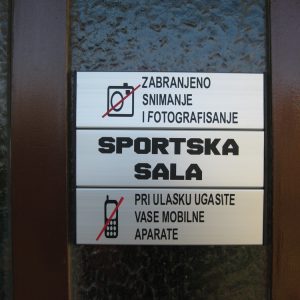 ZABRANJENO
SNIMANJE
I FOTOGRAFISANJE
SPORTSKA
SALA
PRI ULASKU UGASITE
VASE MOBILNE
APARATE